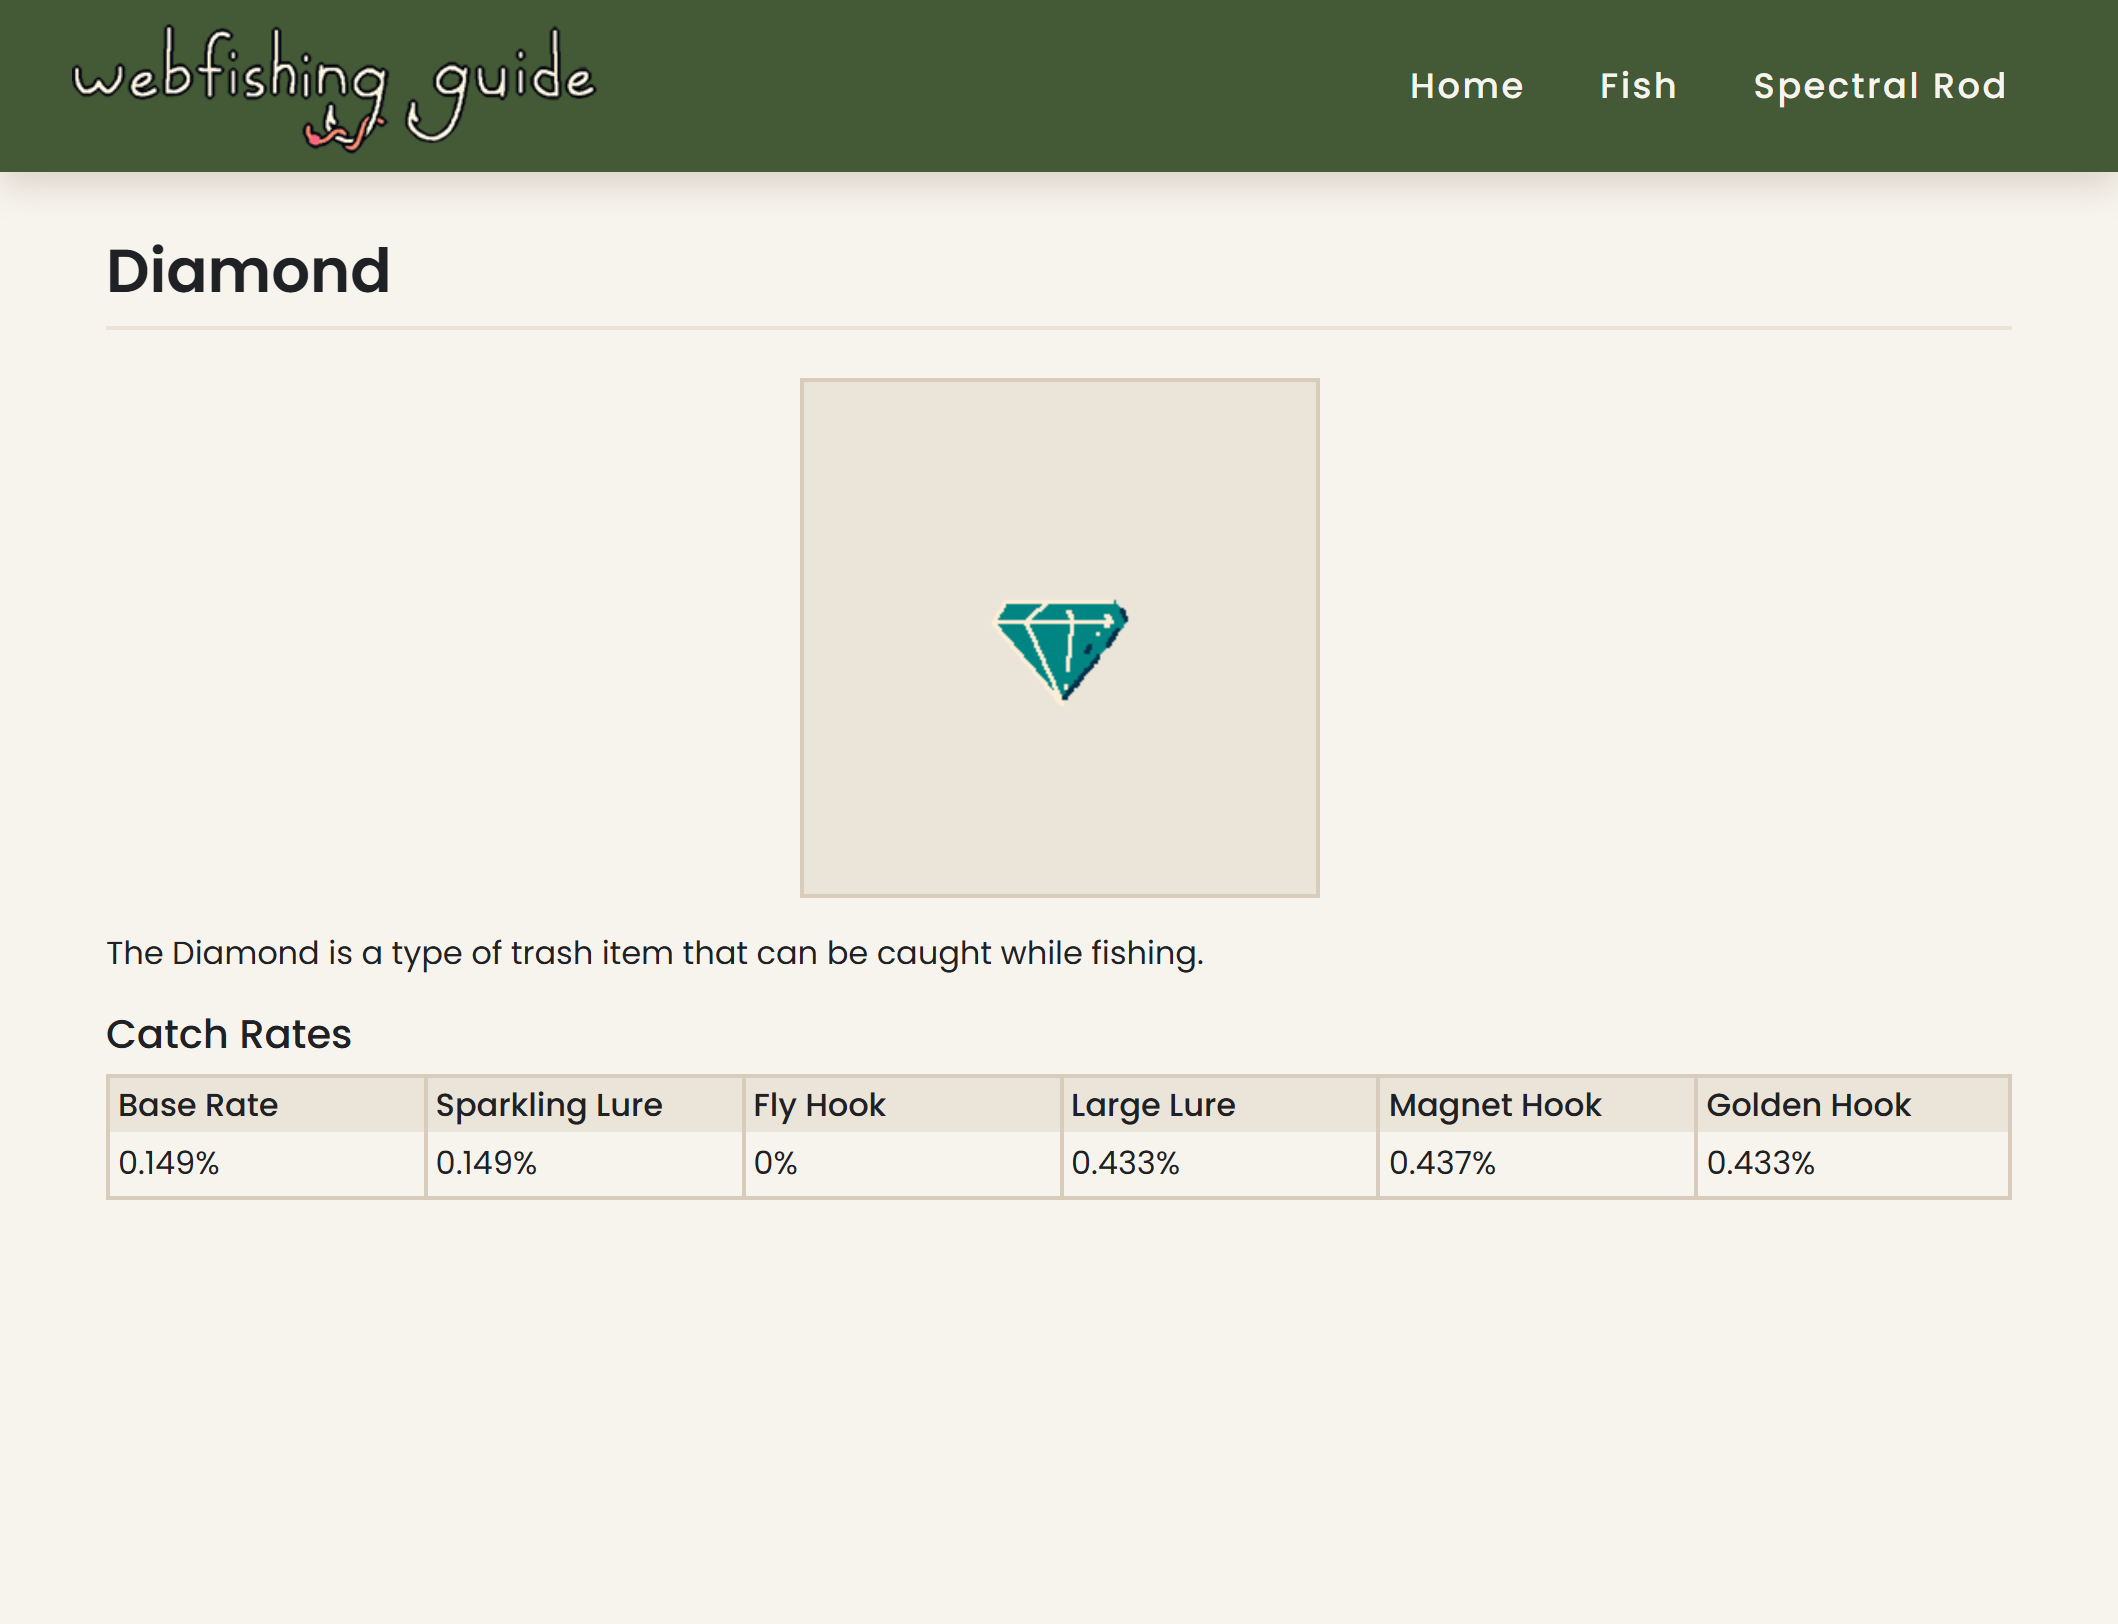 webfishing guide
Home Fish Spectral Rod
Diamond
The Diamond is a type of trash item that can be caught while fishing.
Catch Rates
Base Rate Sparkling Lure Fly Hook Large Lure Magnet Hook Golden Hook
0.149% 0.149% 0% 0.433% 0.437% 0.433%